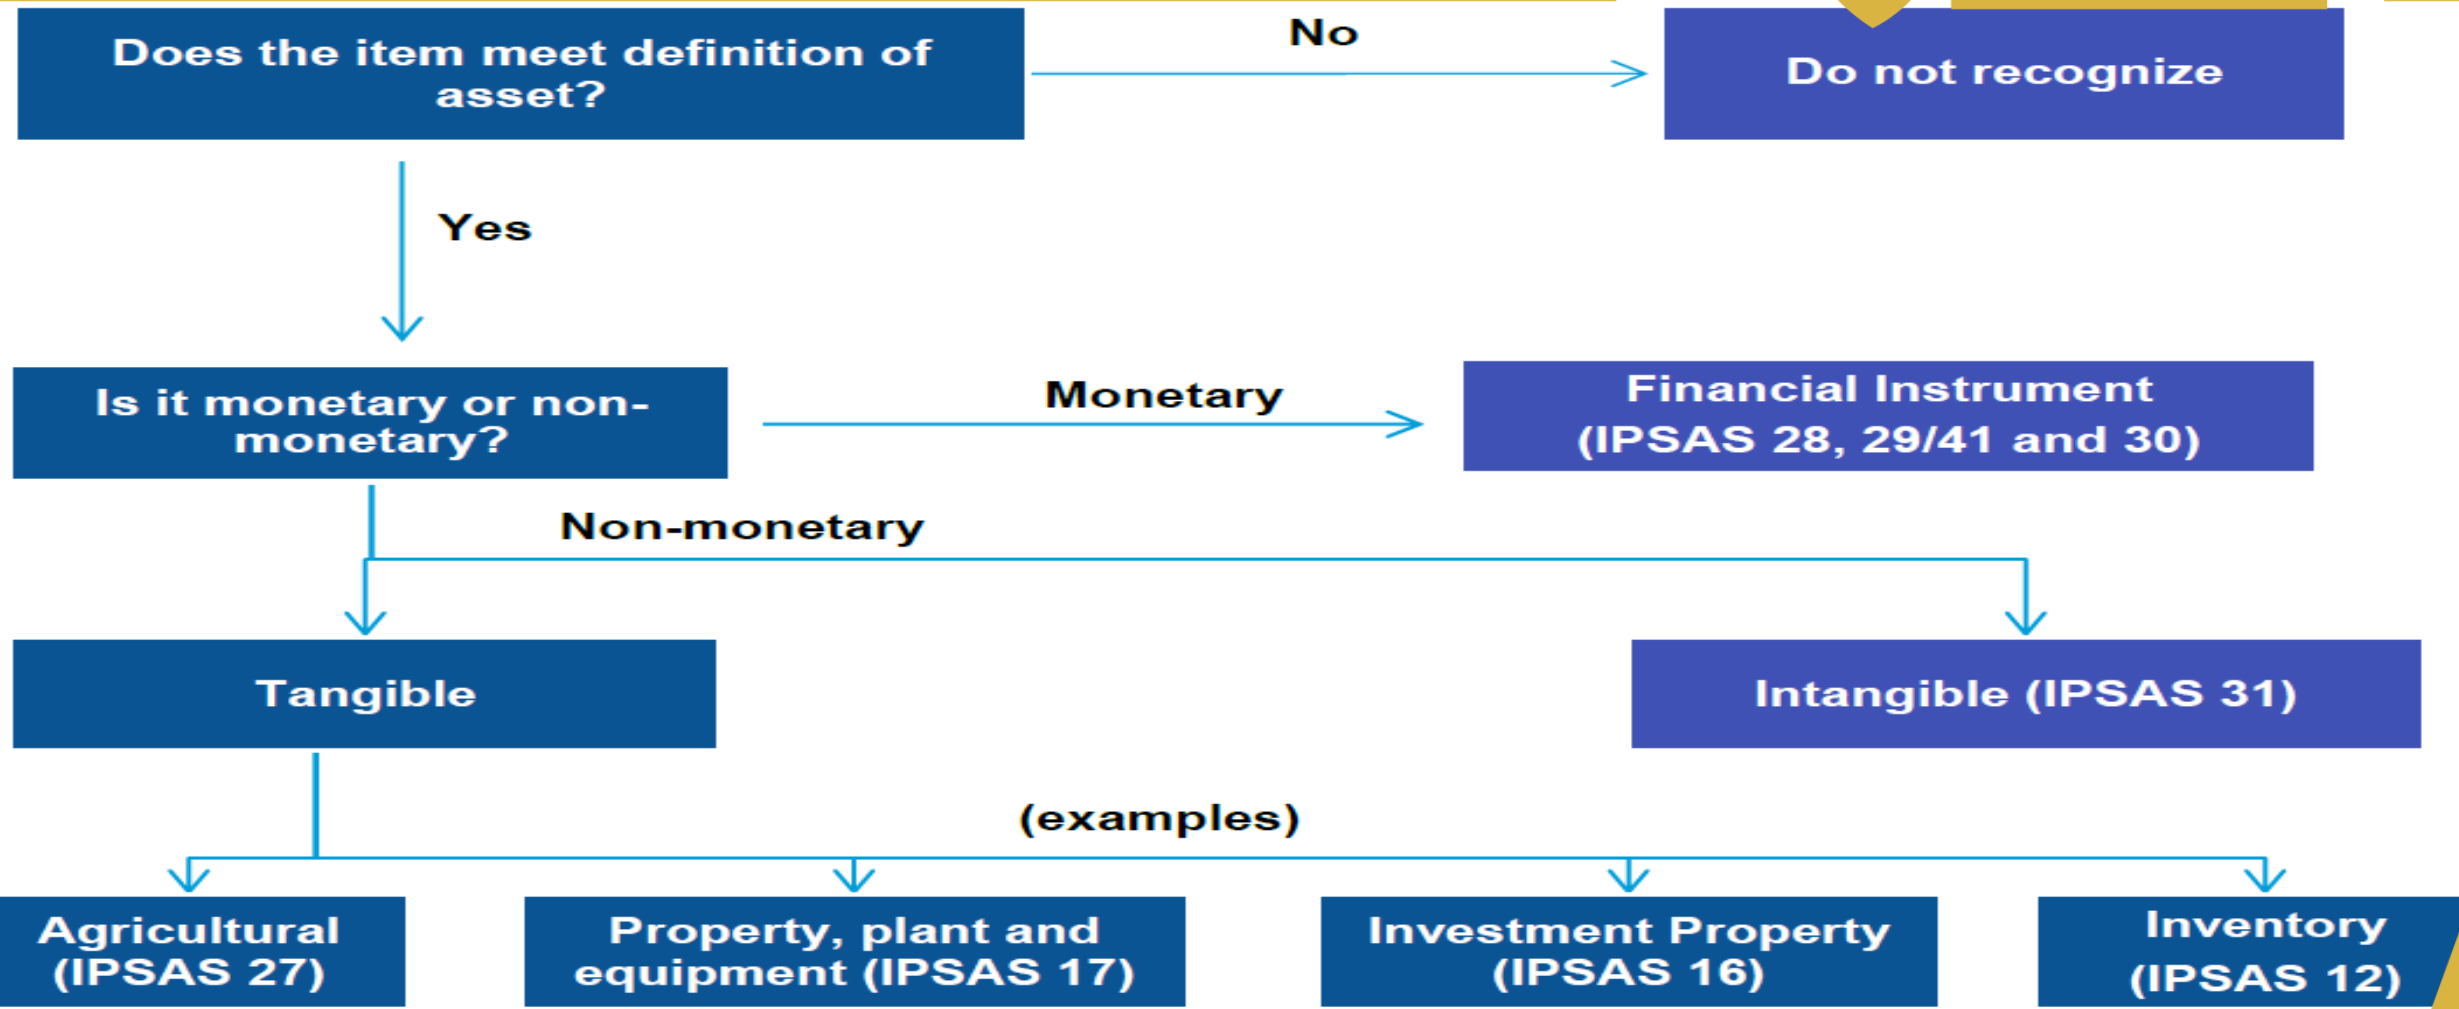 Does the item meet definition of
asset?
No
Do not recognize
Yes
Is it monetary or non-
monetary?
Monetary
Financial Instrument
(IPSAS 28, 29/41 and 30)
Non-monetary
Tangible
Intangible (IPSAS 31)
(examples)
Agricultural
(IPSAS 27)
Property, plant and
equipment (IPSAS 17)
Investment Property
(IPSAS 16)
Inventory
(IPSAS 12)